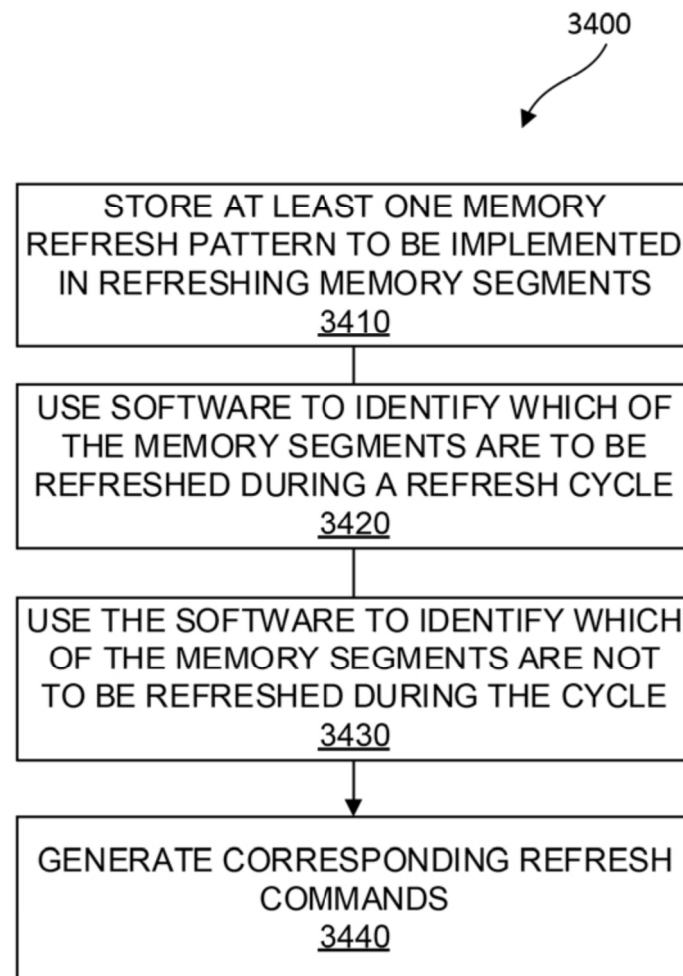 3400
STORE AT LEAST ONE MEMORY
REFRESH PATTERN TO BE IMPLEMENTED
IN REFRESHING MEMORY SEGMENTS
3410
USE SOFTWARE TO IDENTIFY WHICH OF
THE MEMORY SEGMENTS ARE TO BE
REFRESHED DURING A REFRESH CYCLE
3420
USE THE SOFTWARE TO IDENTIFY WHICH
OF THE MEMORY SEGMENTS ARE NOT
TO BE REFRESHED DURING THE CYCLE
3430
GENERATE CORRESPONDING REFRESH
COMMANDS
3440